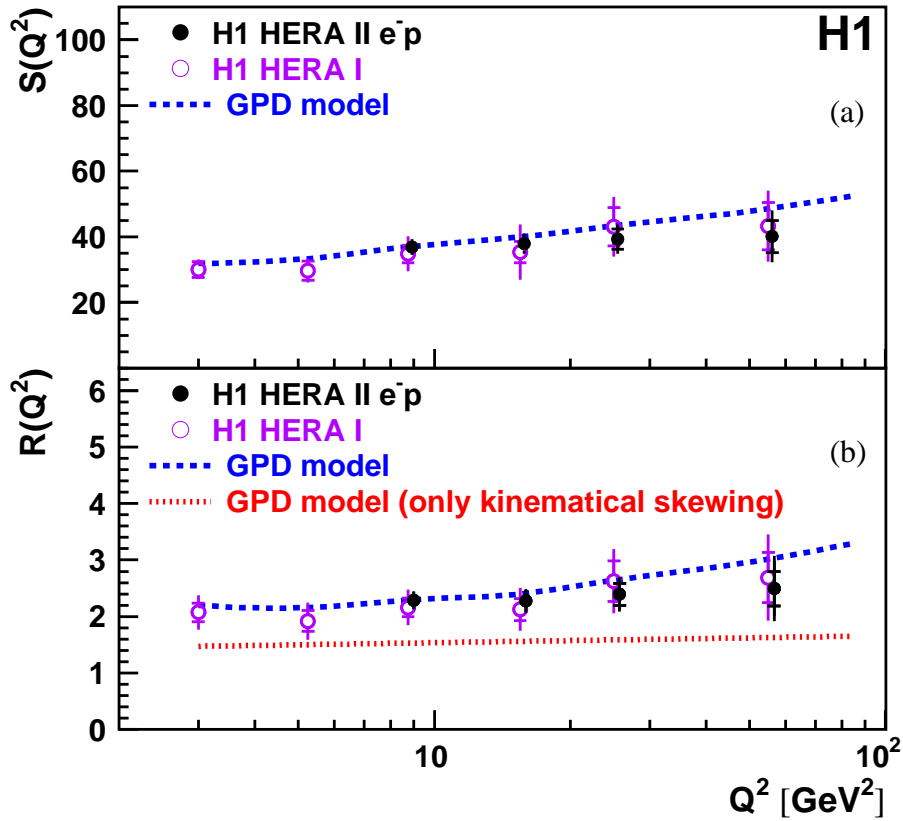 S(Q²)
100
80
60
40
20
H1 HERA II e⁻p
H1 HERA I
GPD model
H1
(a)
R(Q²)
6
5
4
3
2
1
0
H1 HERA II e⁻p
H1 HERA I
GPD model
GPD model (only kinematical skewing)
(b)
10
10²
Q² [GeV²]